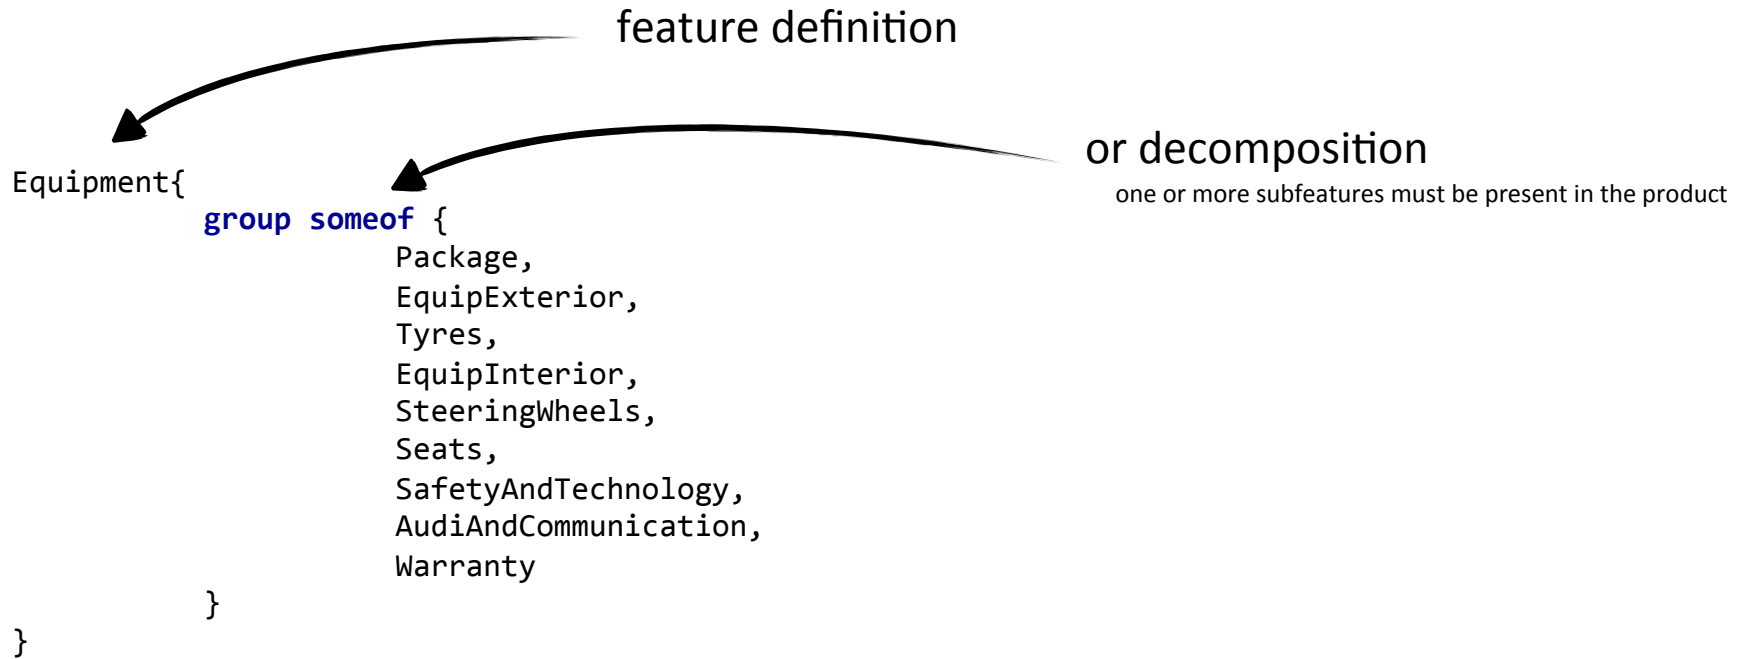 feature definition
or decomposition
one or more subfeatures must be present in the product
Equipment{
group someof {
Package,
EquipExterior,
Tyres,
EquipInterior,
SteeringWheels,
Seats,
SafetyAndTechnology,
AudiAndCommunication,
Warranty
}
}